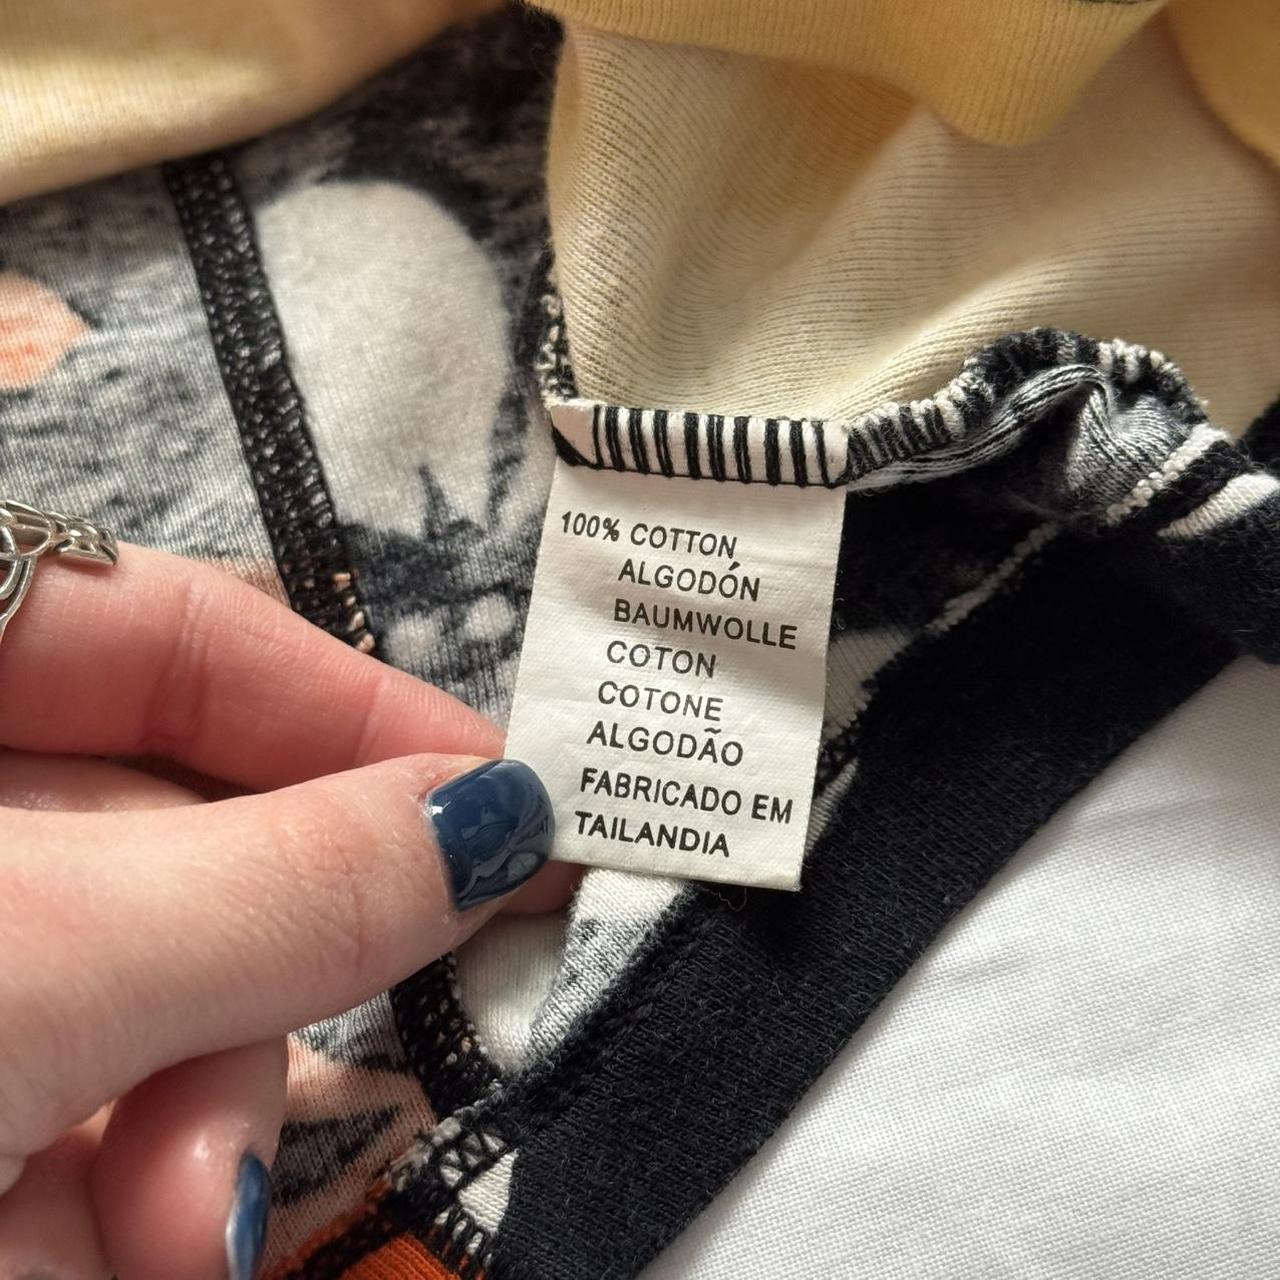 100% COTTON
ALGODÓN
BAUMWOLLE
COTON
COTONE
ALGODÃO
FABRICADO EM
TAILANDIA